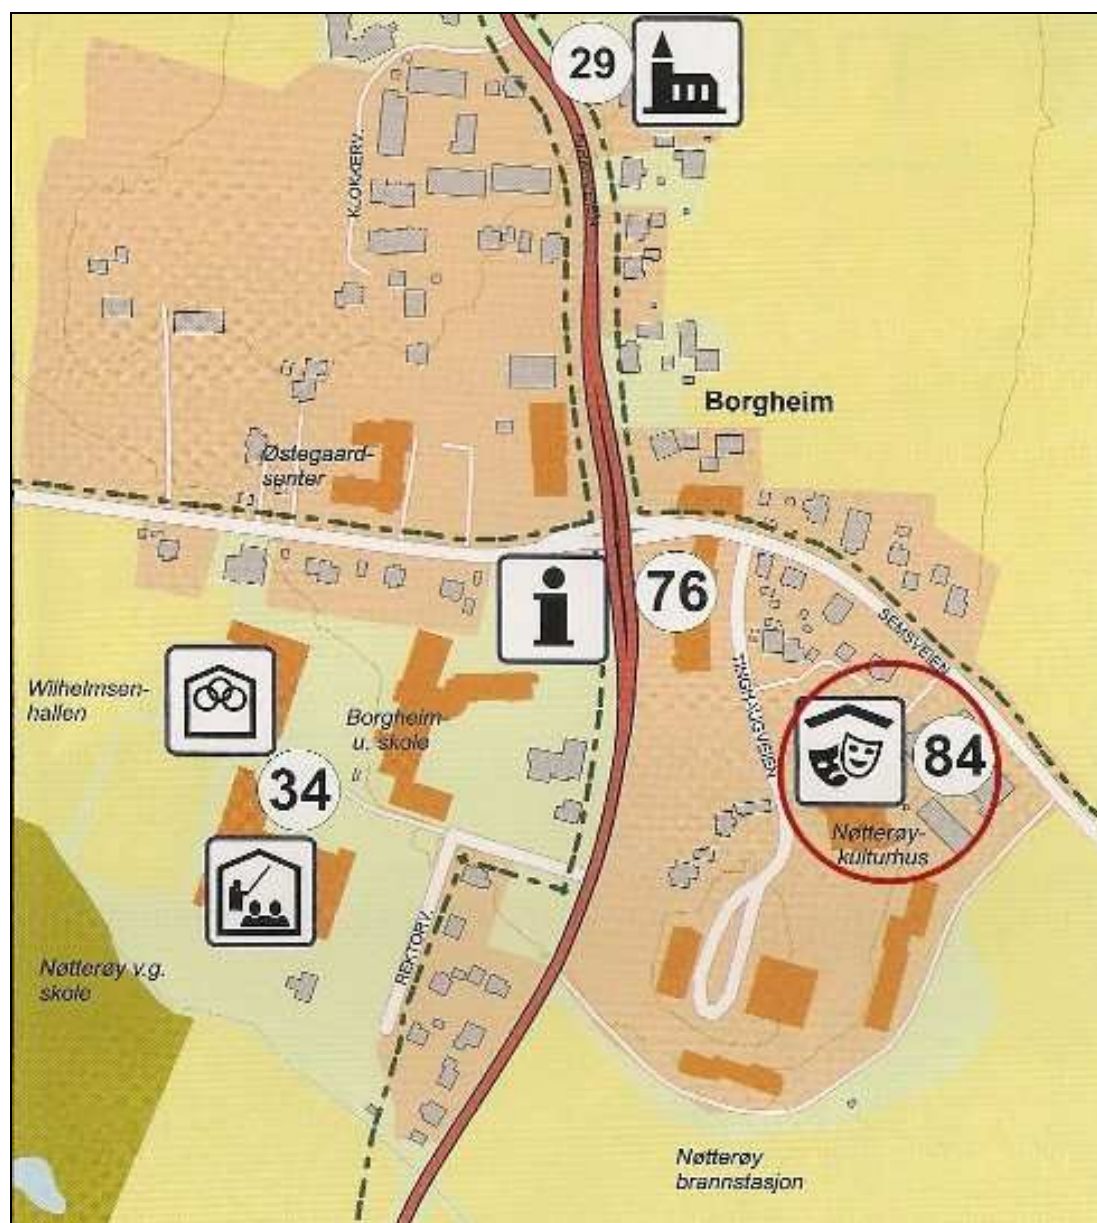 29
KLOKKERV.
Borgheim
Østegaard-
senter
76
SEMSVEIEN
TINGHAUGVEIEN
Wilhelmsen-
hallen
Borgheim
u. skole
34
84
Nøtterøy-
kulturhus
REKTORV.
Nøtterøy v.g.
skole
Nøtterøy
brannstasjon